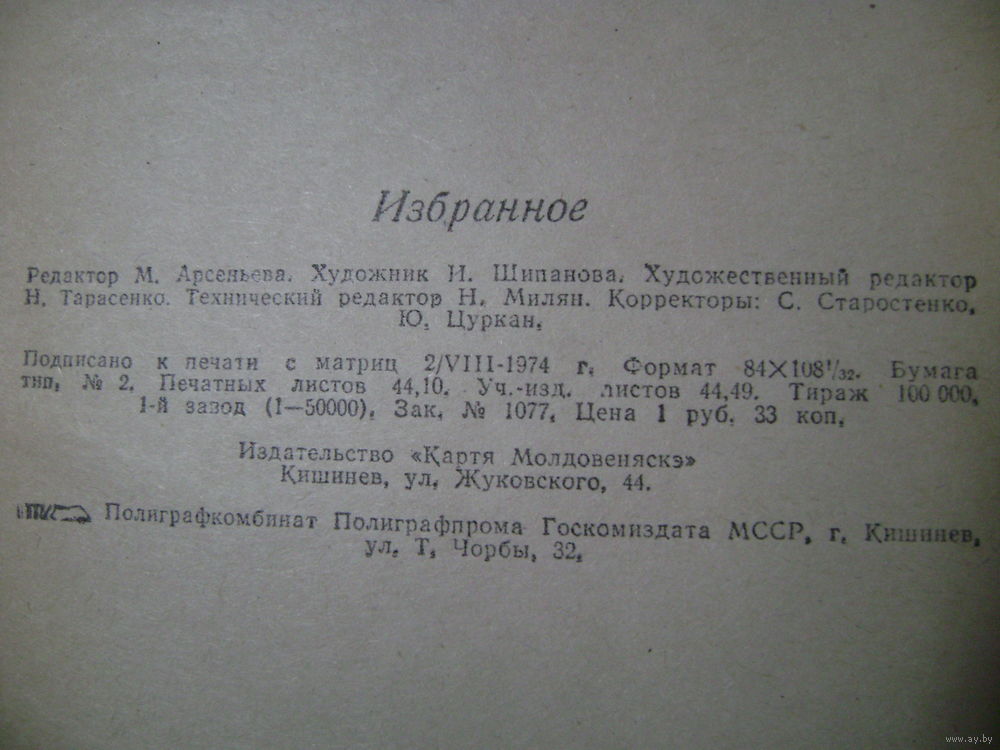 Избранное
Редактор М. Арсеньева. Художник И. Шипанова. Художественный редактор
Н. Тарасенко. Технический редактор Н. Милян. Корректоры: С. Старостенко,
Ю. Цуркан.
Подписано к печати с матриц 2/VIII-1974 г. Формат 84×108¹/₃₂. Бумага
тип. № 2. Печатных листов 44,10. Уч.-изд. листов 44,49. Тираж 100 000.
1-й завод (1—50000). Зак. № 1077. Цена 1 руб. 33 коп.
Издательство «Картя Молдовеняскэ»
Кишинев, ул. Жуковского, 44.
Полиграфкомбинат Полиграфпрома Госкомиздата МССР, г. Кишинев,
ул. Т. Чорбы, 32.
www.ay.by